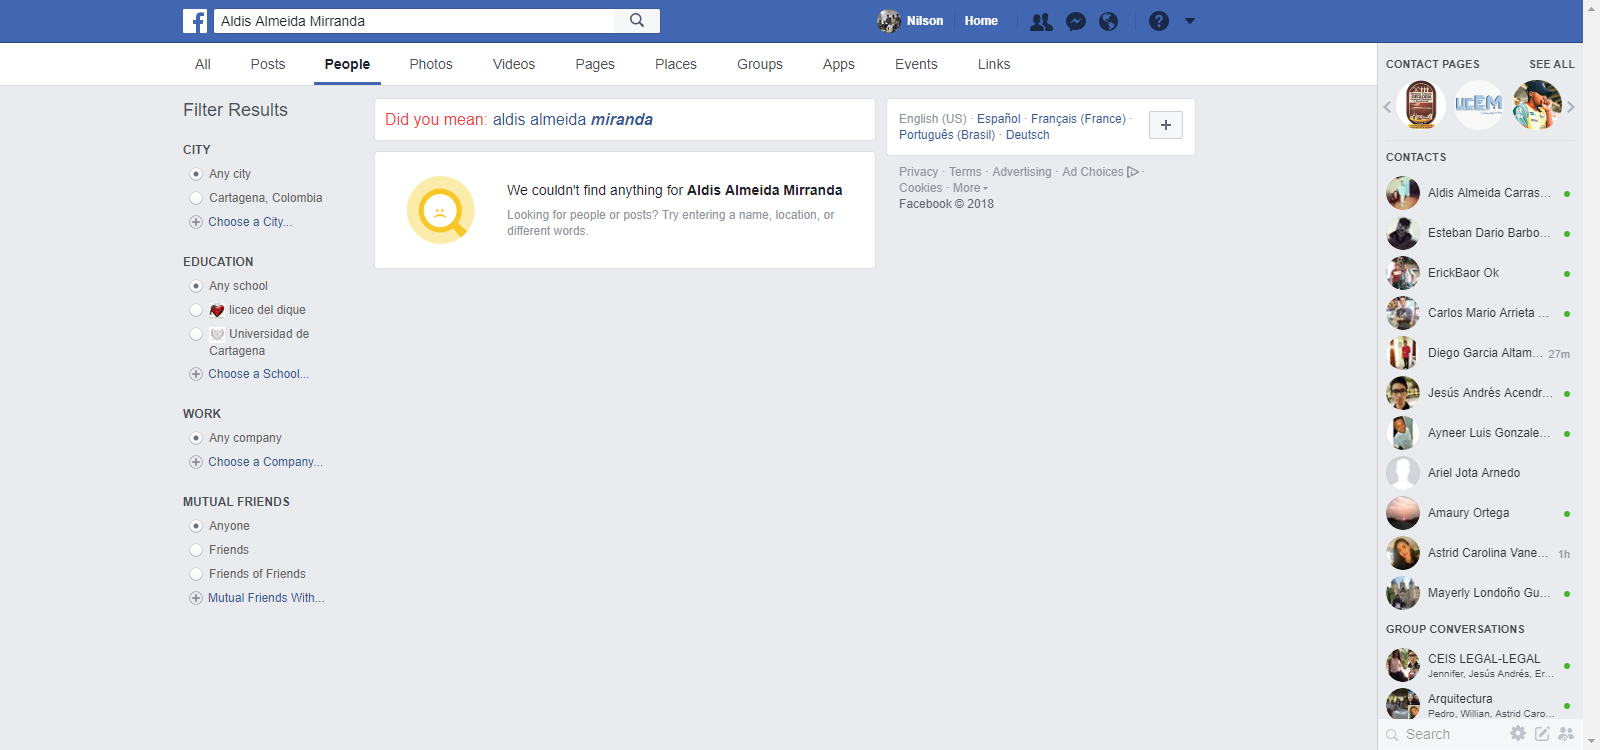 Aldis Almeida Mirranda
Nilson
Home
All
Posts
People
Photos
Videos
Pages
Places
Groups
Apps
Events
Links
Filter Results
CITY
Any city
Cartagena, Colombia
Choose a City...
EDUCATION
Any school
liceo del dique
Universidad de
Cartagena
Choose a School...
WORK
Any company
Choose a Company...
MUTUAL FRIENDS
Anyone
Friends
Friends of Friends
Mutual Friends With...
Did you mean: aldis almeida miranda
We couldn't find anything for Aldis Almeida Mirranda
Looking for people or posts? Try entering a name, location, or
different words.
English (US) · Español · Français (France) ·
Português (Brasil) · Deutsch
Privacy · Terms · Advertising · Ad Choices ·
Cookies · More
Facebook © 2018
CONTACT PAGES
SEE ALL
UCEM
CONTACTS
Aldis Almeida Carras...
Esteban Dario Barbo...
ErickBaor Ok
Carlos Mario Arrieta ...
Diego Garcia Altam... 27m
Jesús Andrés Acendr...
Ayneer Luis Gonzale...
Ariel Jota Arnedo
Amaury Ortega
Astrid Carolina Vane... 1h
Mayerly Londoño Gu...
GROUP CONVERSATIONS
CEIS LEGAL-LEGAL
Jennifer, Jesús Andrés, Er...
Arquitectura
Pedro, Willian, Astrid Caro...
Search